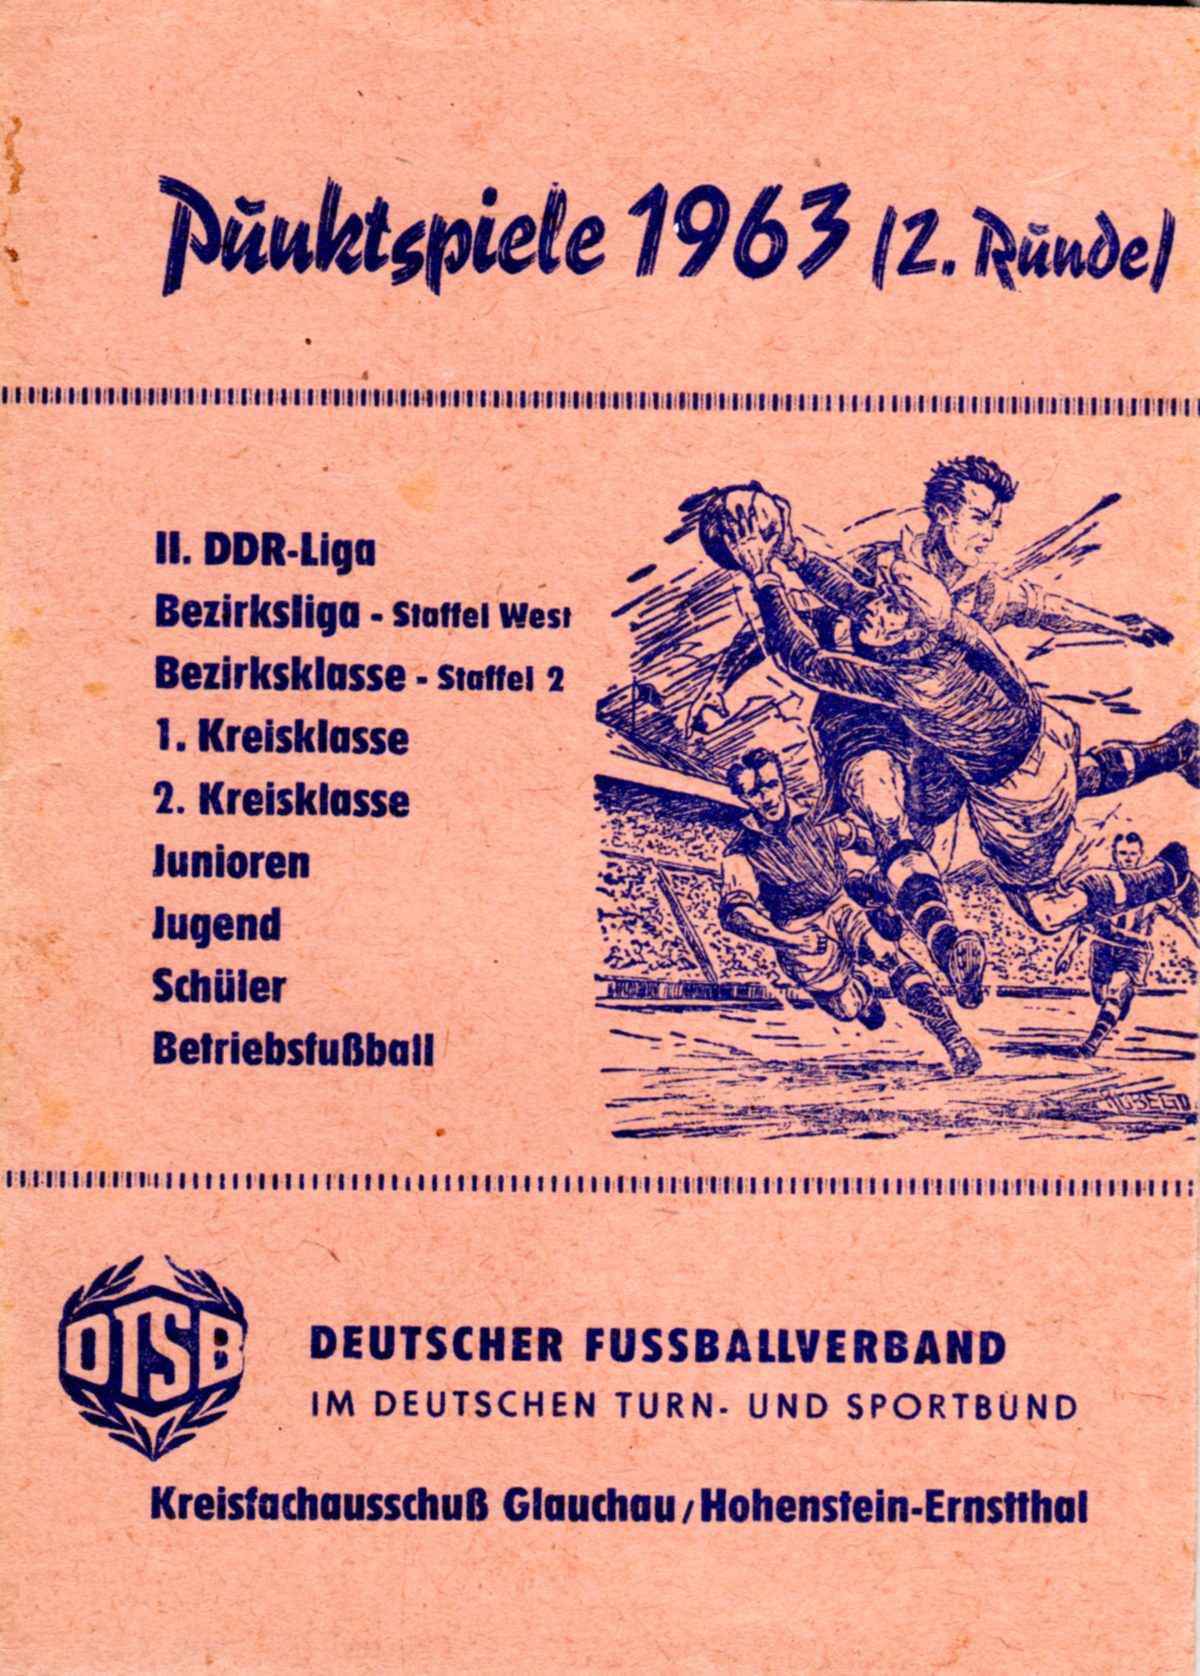 Punktspiele 1963 (2. Runde)
II. DDR-Liga
Bezirksliga - Staffel West
Bezirksklasse - Staffel 2
1. Kreisklasse
2. Kreisklasse
Junioren
Jugend
Schüler
Betriebsfußball
DTSB
DEUTSCHER FUSSBALLVERBAND
IM DEUTSCHEN TURN- UND SPORTBUND
Kreisfachausschuß Glauchau/Hohenstein-Ernstthal